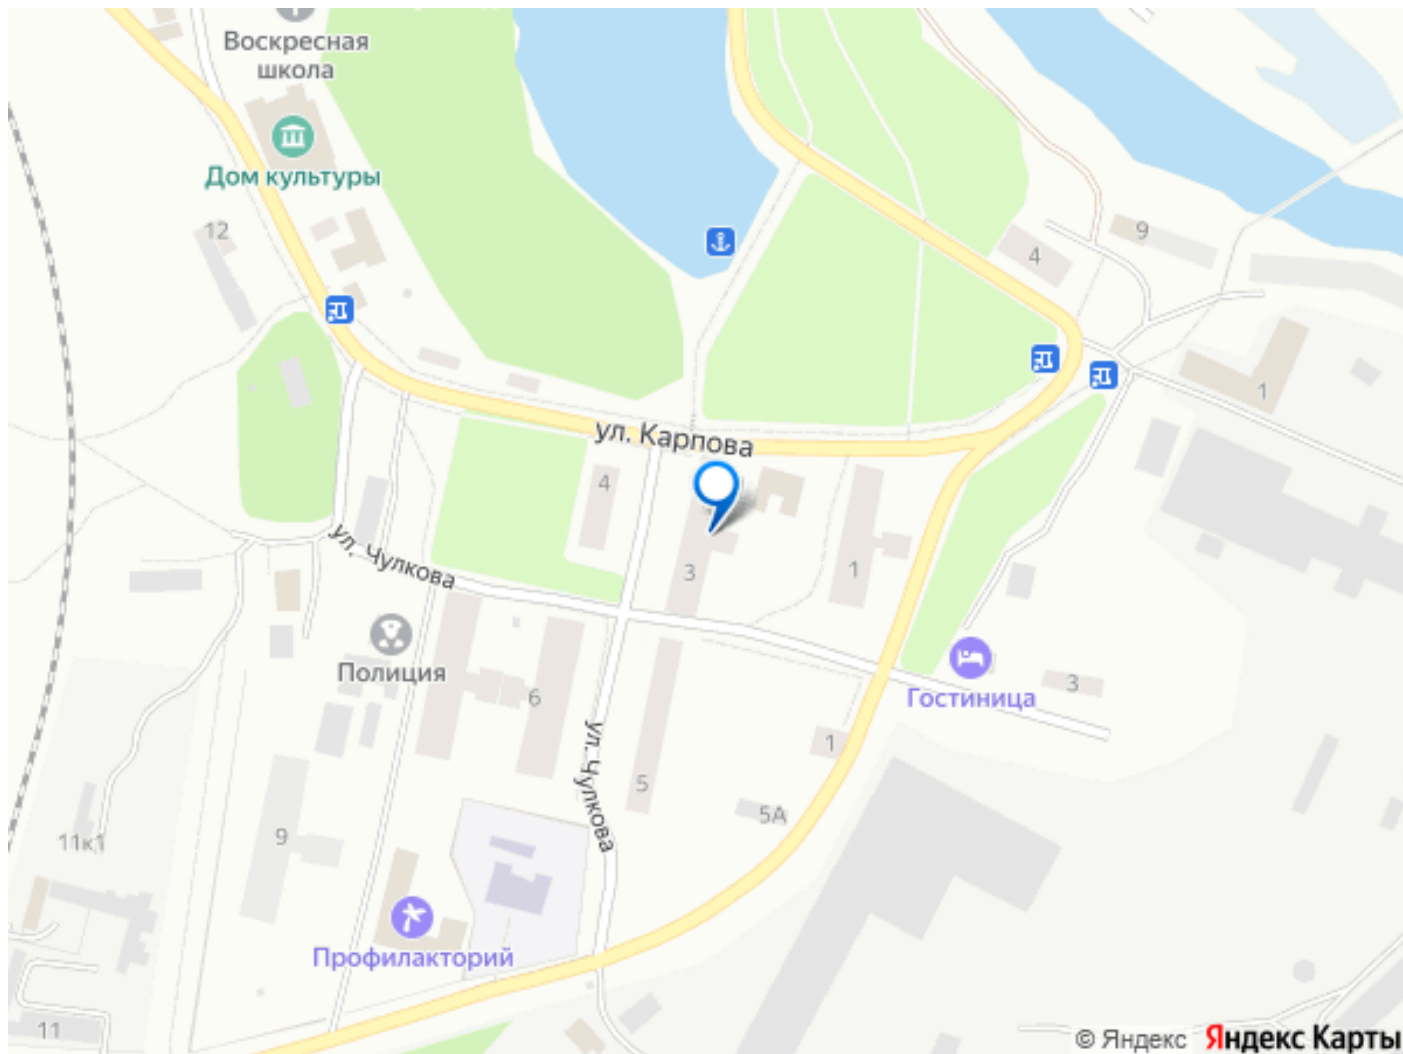 Воскресная
школа
Дом культуры
12
4
9
1
ул. Карпова
4
3
1
ул. Чулкова
Полиция
6
Гостиница
3
ул. Чулкова
1
5
5А
9
11к1
Профилакторий
11
© Яндекс Яндекс Карты